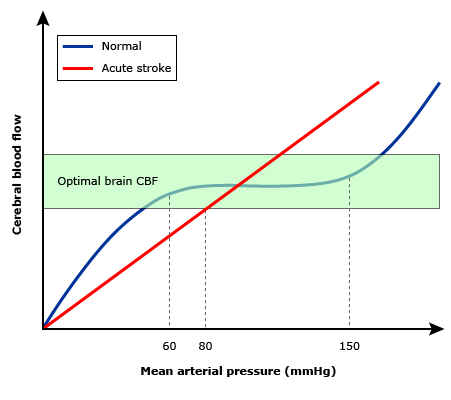 Normal
Acute stroke
Optimal brain CBF
Cerebral blood flow
60 80 150
Mean arterial pressure (mmHg)